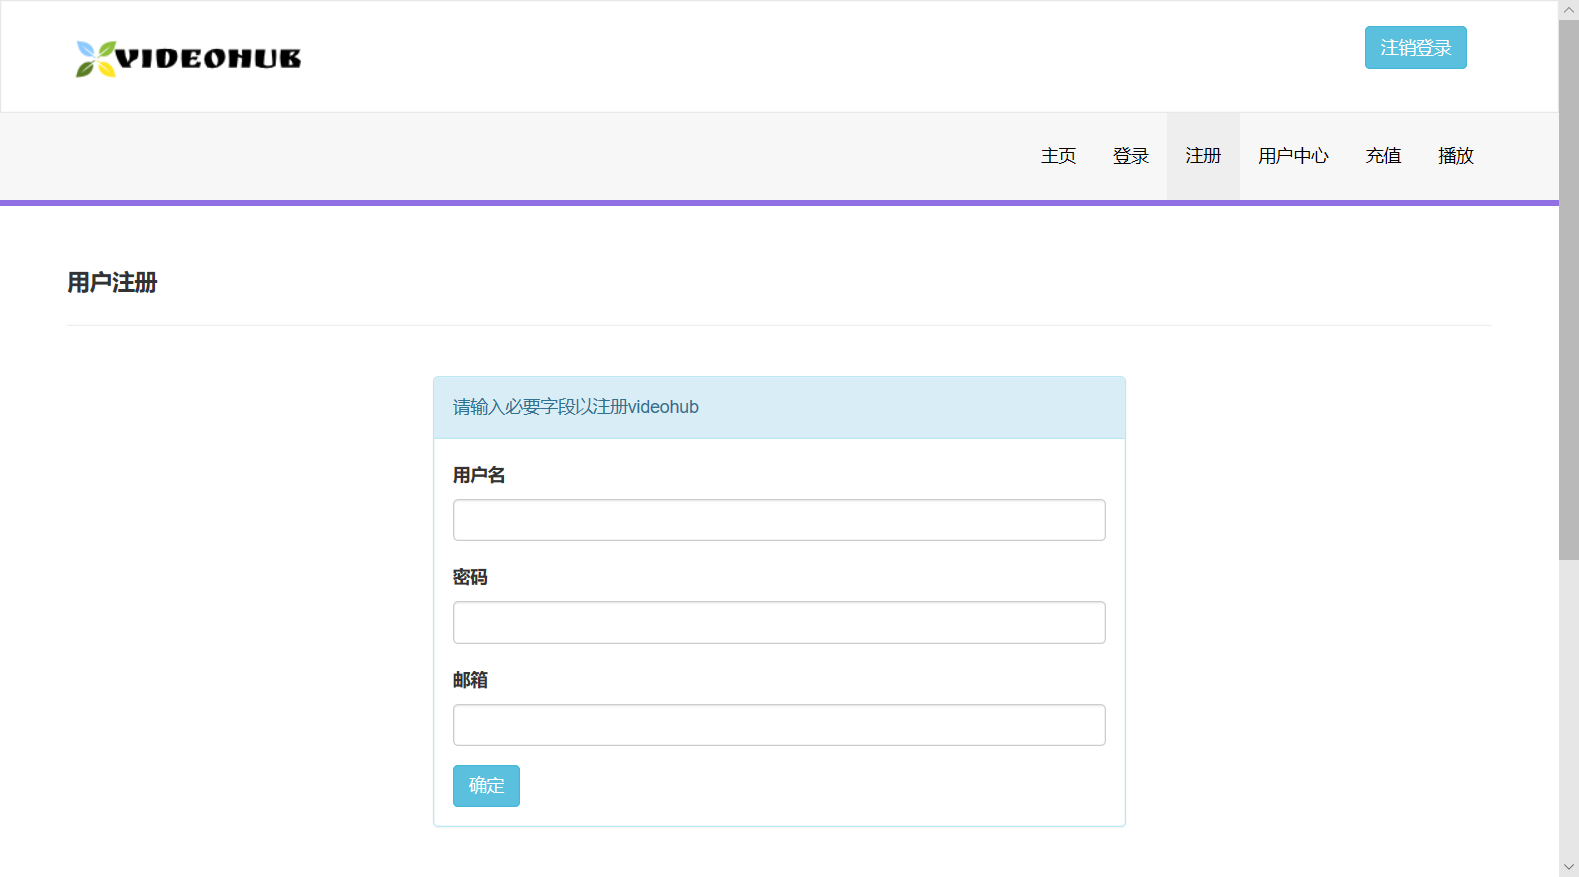 VIDEOHUB
注销登录
主页 登录 注册 用户中心 充值 播放
用户注册
请输入必要字段以注册videohub
用户名
密码
邮箱
确定